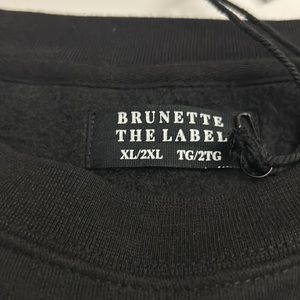 BRUNETTE
THE LABEL
XL/2XL TG/2TG